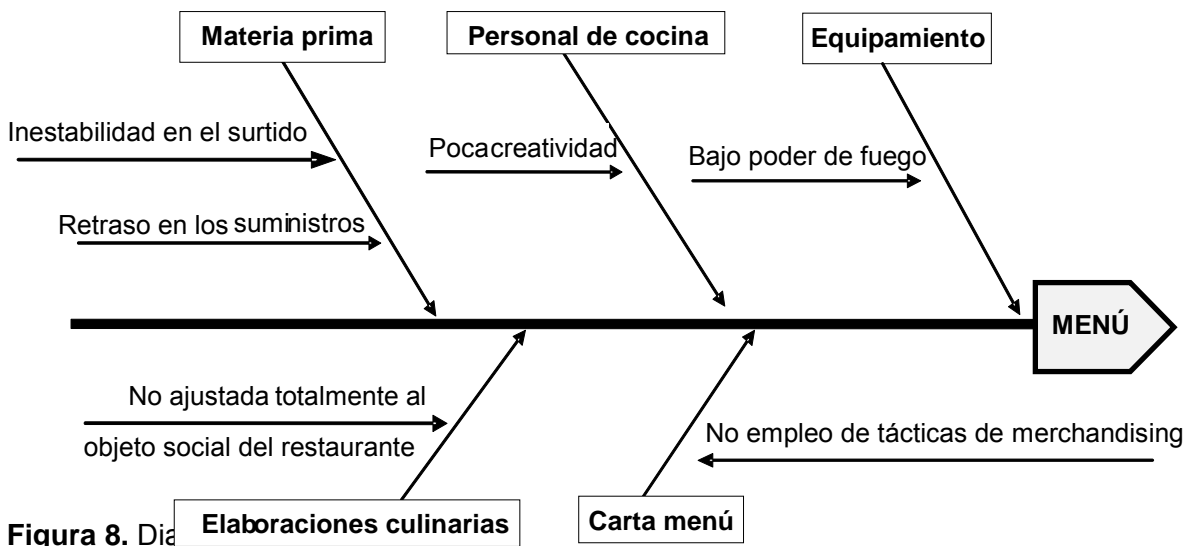 Materia prima
Personal de cocina
Equipamiento
Inestabilidad en el surtido
Pocacreatividad
Bajo poder de fuego
Retraso en los suministros
MENÚ
No ajustada totalmente al
objeto social del restaurante
No empleo de tácticas de merchandising
Elaboraciones culinarias
Carta menú
Figura 8.